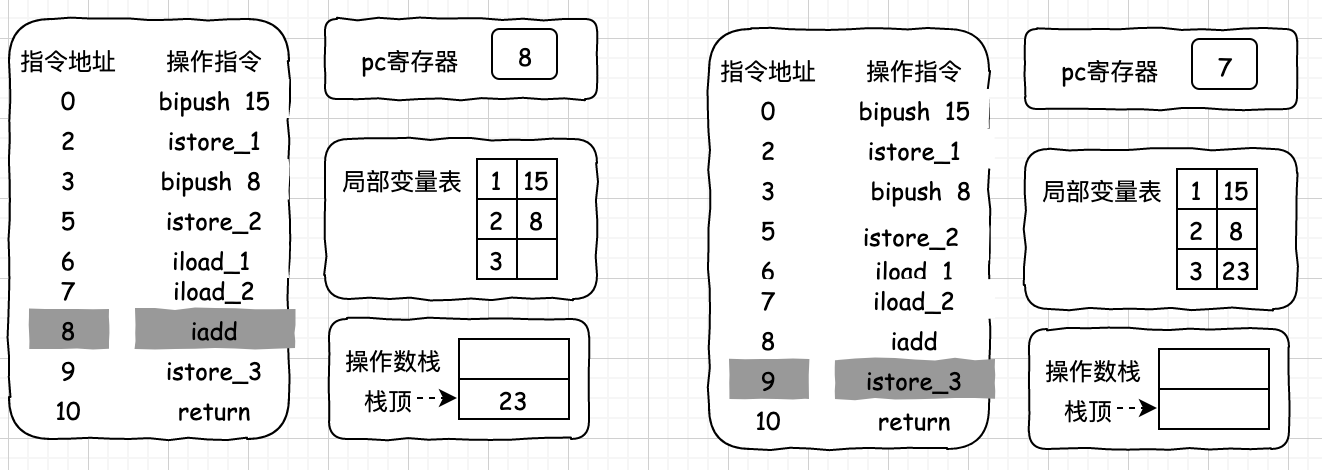 指令地址 操作指令
0 bipush 15
2 istore_1
3 bipush 8
5 istore_2
6 iload_1
7 iload_2
8 iadd
9 istore_3
10 return
pc寄存器 8
局部变量表
1 15
2 8
3
操作数栈
栈顶 23
指令地址 操作指令
0 bipush 15
2 istore_1
3 bipush 8
5 istore_2
6 iload_1
7 iload_2
8 iadd
9 istore_3
10 return
pc寄存器 7
局部变量表
1 15
2 8
3 23
操作数栈
栈顶